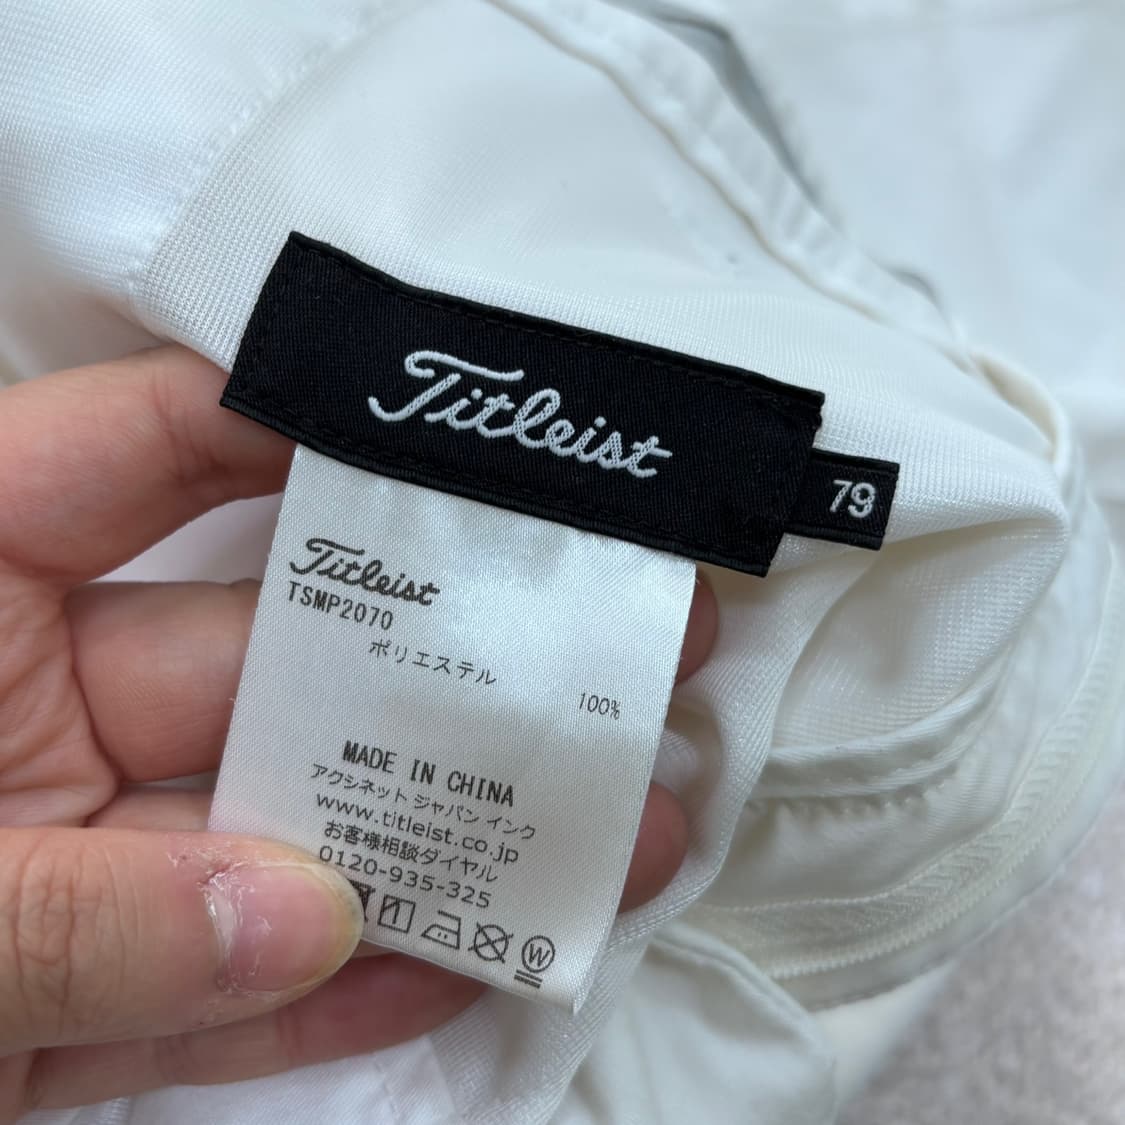 Titleist
79
Titleist
TSMP2070
ポリエステル
100%
MADE IN CHINA
アクシネット ジャパン インク
www.titleist.co.jp
お客様相談ダイヤル
0120-935-325
W